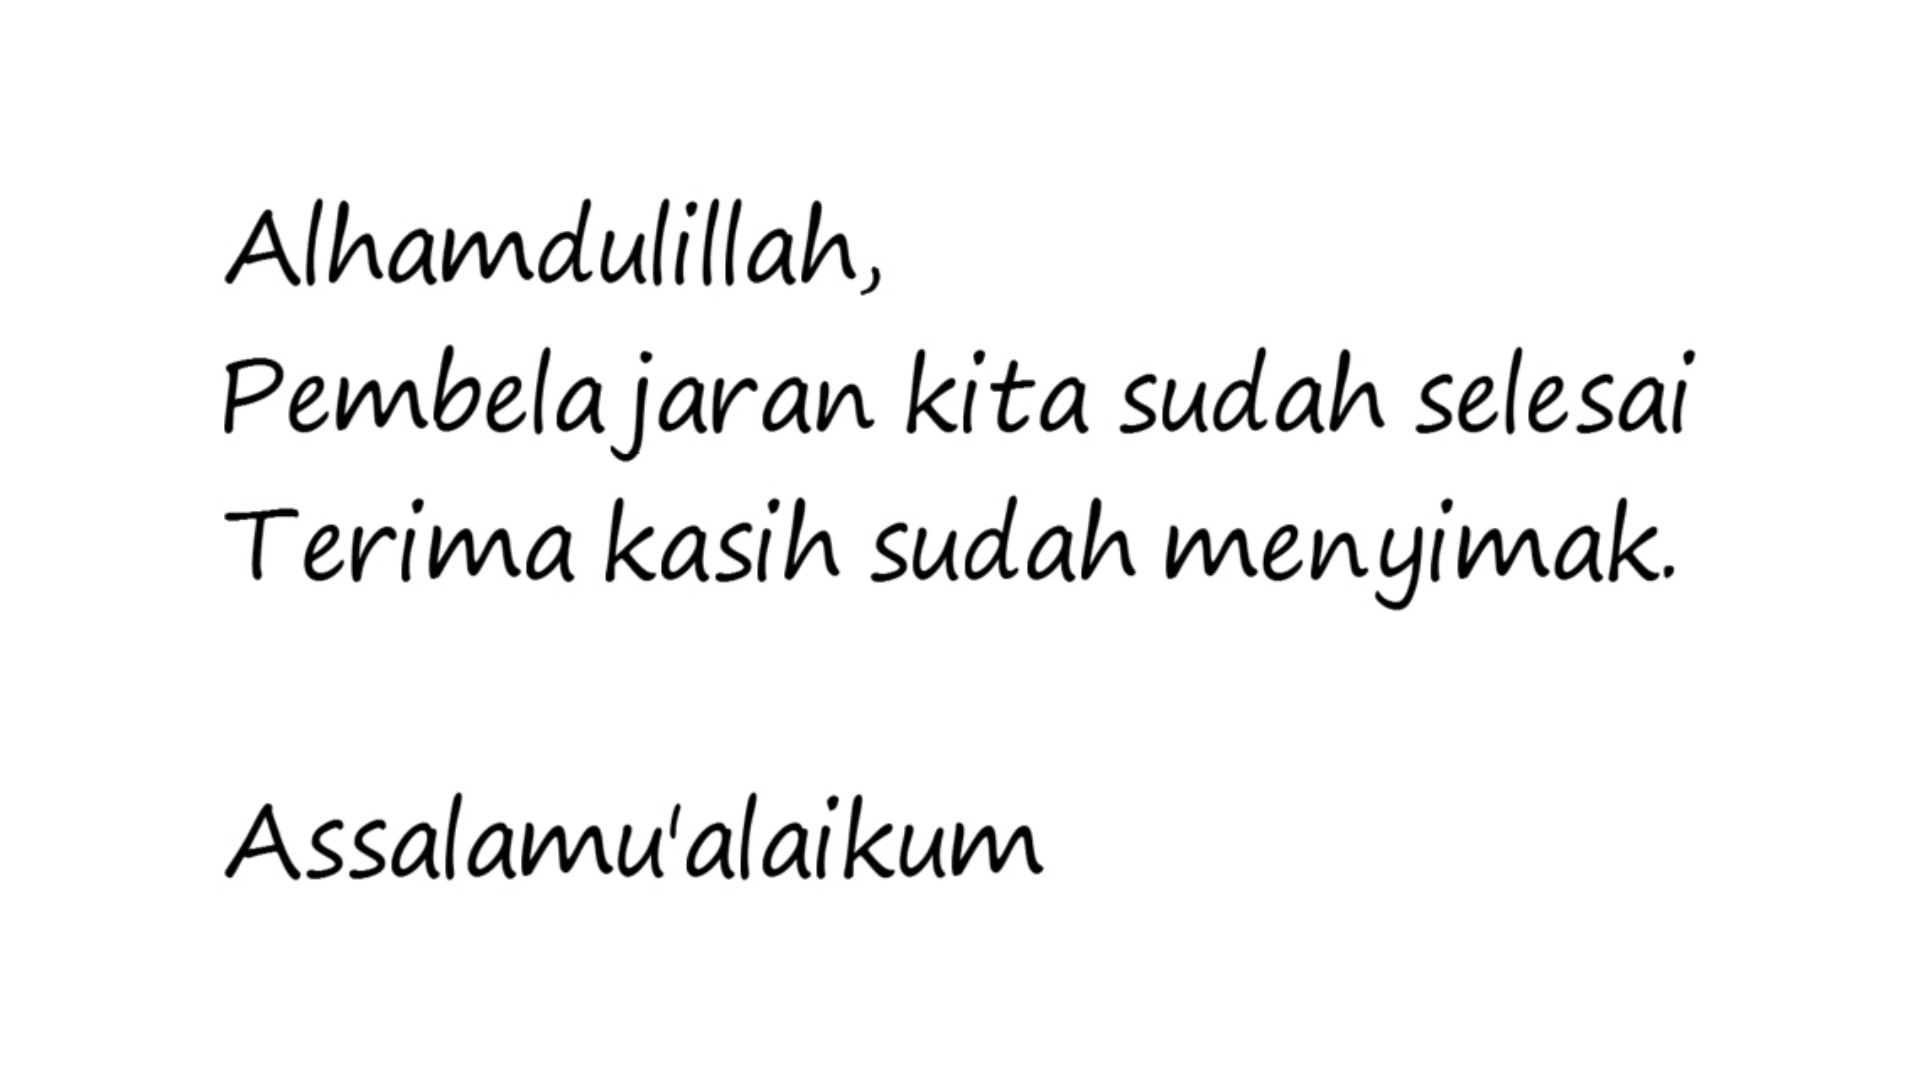 Alhamdulillah,
Pembelajaran kita sudah selesai
Terima kasih sudah menyimak.
Assalamu'alaikum